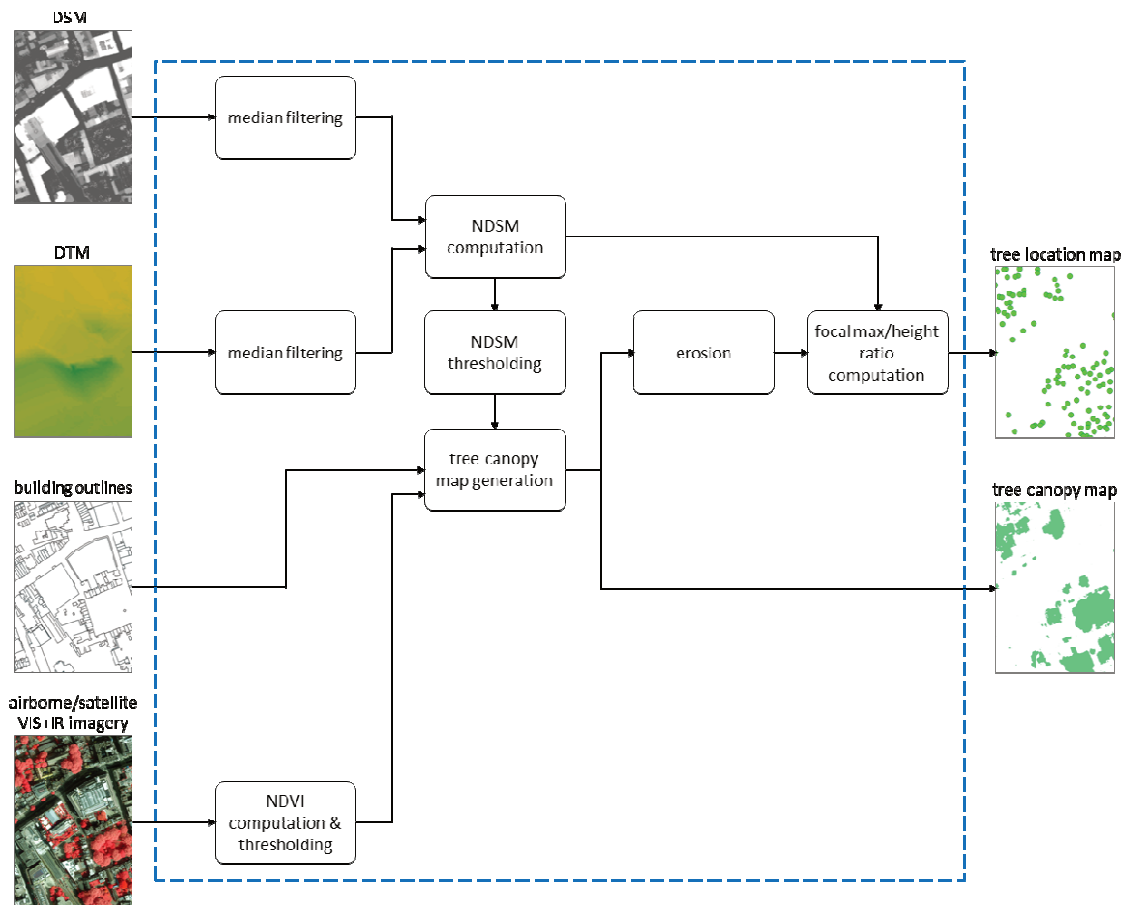 DSM
median filtering
NDSM
computation
DTM
median filtering
NDSM
thresholding
erosion
focal max/height
ratio
computation
tree location map
building outlines
tree canopy
map generation
tree canopy map
airborne/satellite
VIS+IR imagery
NDVI
computation &
thresholding